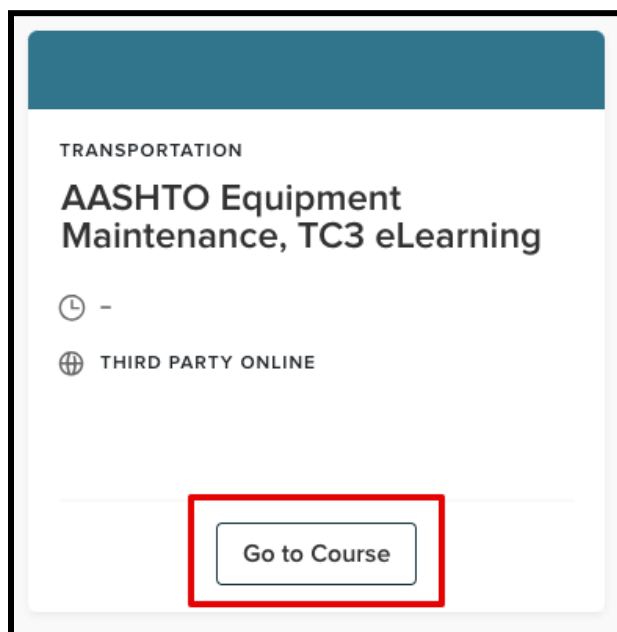 TRANSPORTATION
AASHTO Equipment
Maintenance, TC3 eLearning
–
THIRD PARTY ONLINE
Go to Course